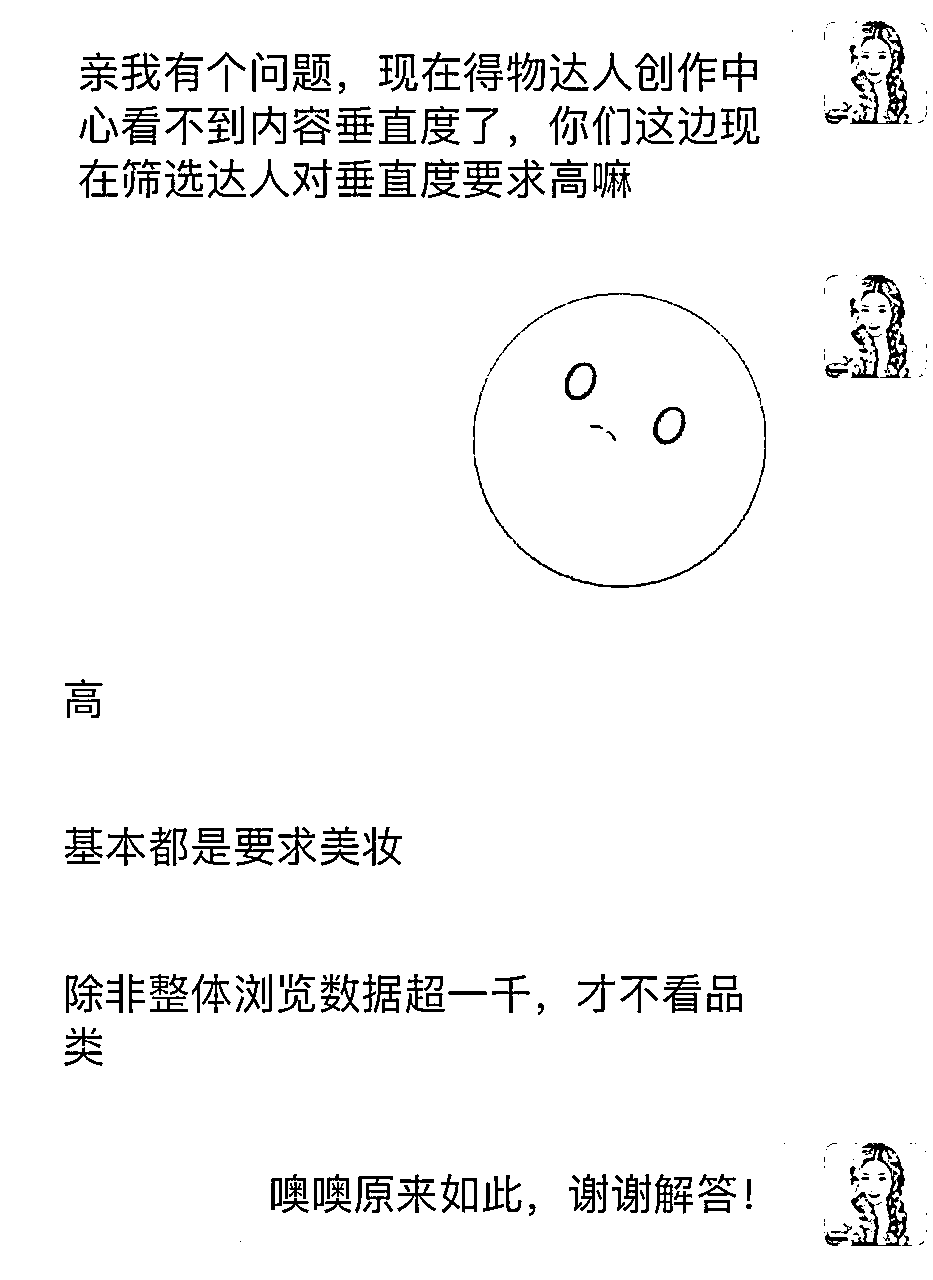 亲我有个问题，现在得物达人创作中
心看不到内容垂直度了，你们这边现
在筛选达人对垂直度要求高嘛
高
基本都是要求美妆
除非整体浏览数据超一千，才不看品
类
噢噢原来如此，谢谢解答！